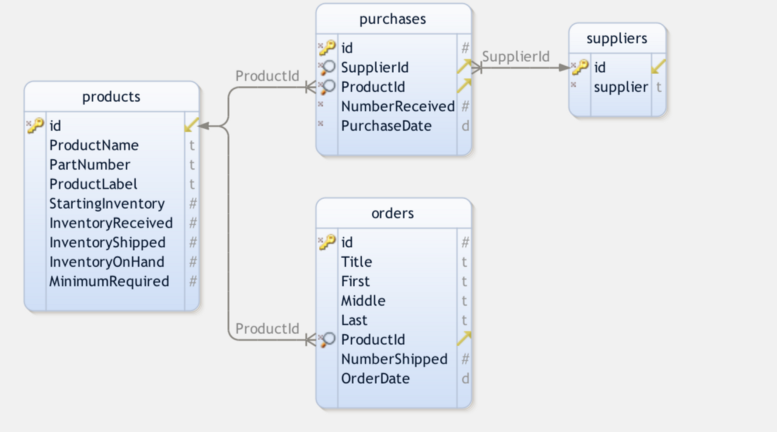 purchases
id #
SupplierId
ProductId
NumberReceived #
PurchaseDate d
SupplierId
suppliers
id
supplier t
ProductId
products
id
ProductName t
PartNumber t
ProductLabel t
StartingInventory #
InventoryReceived #
InventoryShipped #
InventoryOnHand #
MinimumRequired #
ProductId
orders
id #
Title t
First t
Middle t
Last t
ProductId
NumberShipped #
OrderDate d